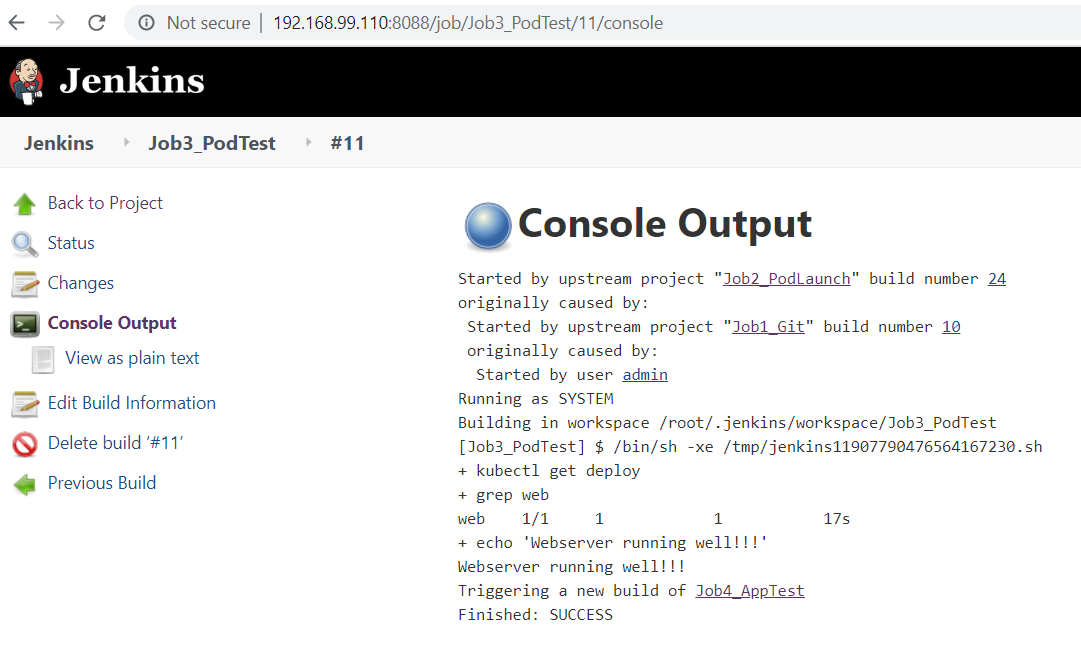 Not secure | 192.168.99.110:8088/job/Job3_PodTest/11/console
Jenkins
Jenkins Job3_PodTest #11
Back to Project
Status
Changes
Console Output
View as plain text
Edit Build Information
Delete build ‘#11’
Previous Build
Console Output
Started by upstream project "Job2_PodLaunch" build number 24
originally caused by:
Started by upstream project "Job1_Git" build number 10
originally caused by:
Started by user admin
Running as SYSTEM
Building in workspace /root/.jenkins/workspace/Job3_PodTest
[Job3_PodTest] $ /bin/sh -xe /tmp/jenkins11907790476564167230.sh
+ kubectl get deploy
+ grep web
web 1/1 1 1 17s
+ echo 'Webserver running well!!!'
Webserver running well!!!
Triggering a new build of Job4_AppTest
Finished: SUCCESS